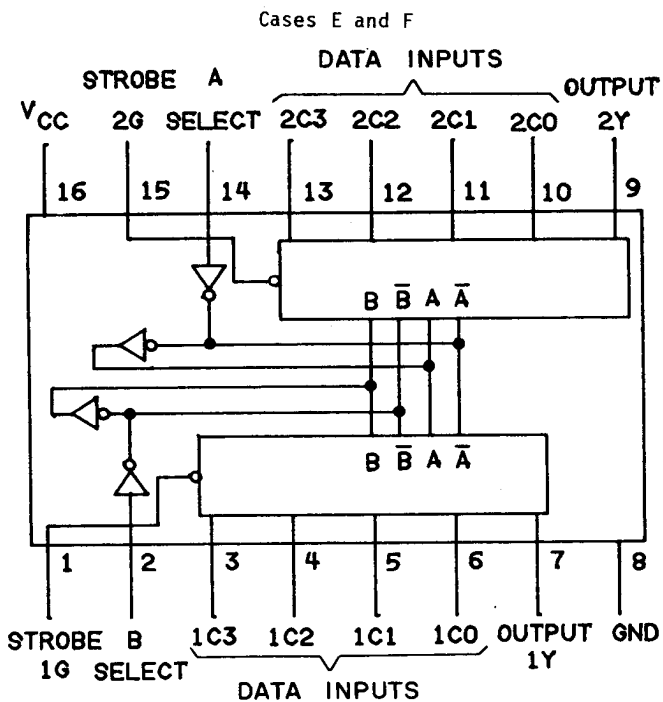 Cases E and F
DATA INPUTS
STROBE A OUTPUT
VCC 2G SELECT 2C3 2C2 2C1 2C0 2Y
16 15 14 13 12 11 10 9
B B̅ A A̅
B B̅ A A̅
1 2 3 4 5 6 7 8
STROBE B 1C3 1C2 1C1 1C0 OUTPUT GND
1G SELECT 1Y
DATA INPUTS